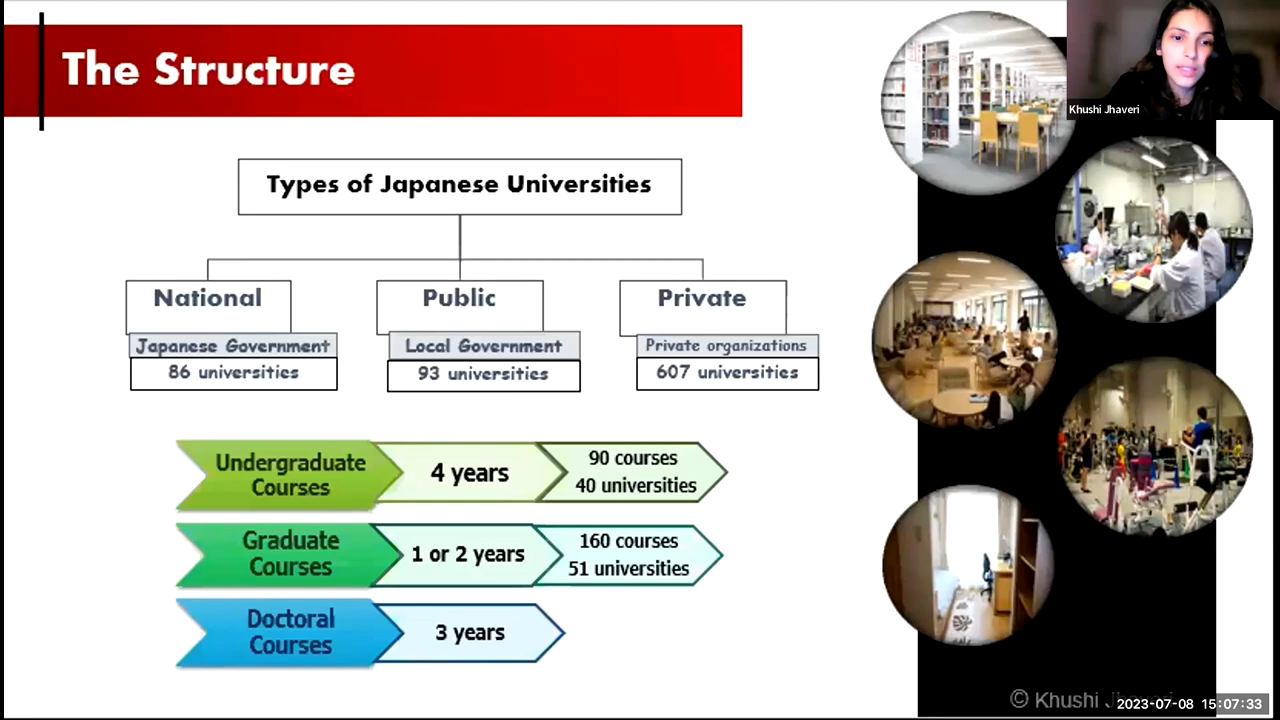 The Structure
Khushi Jhaveri
Types of Japanese Universities
National
Public
Private
Japanese Government
Local Government
Private organizations
86 universities
93 universities
607 universities
Undergraduate
Courses
4 years
90 courses
40 universities
Graduate
Courses
1 or 2 years
160 courses
51 universities
Doctoral
Courses
3 years
© Khushi Jhaveri
2023-07-08 15:07:33